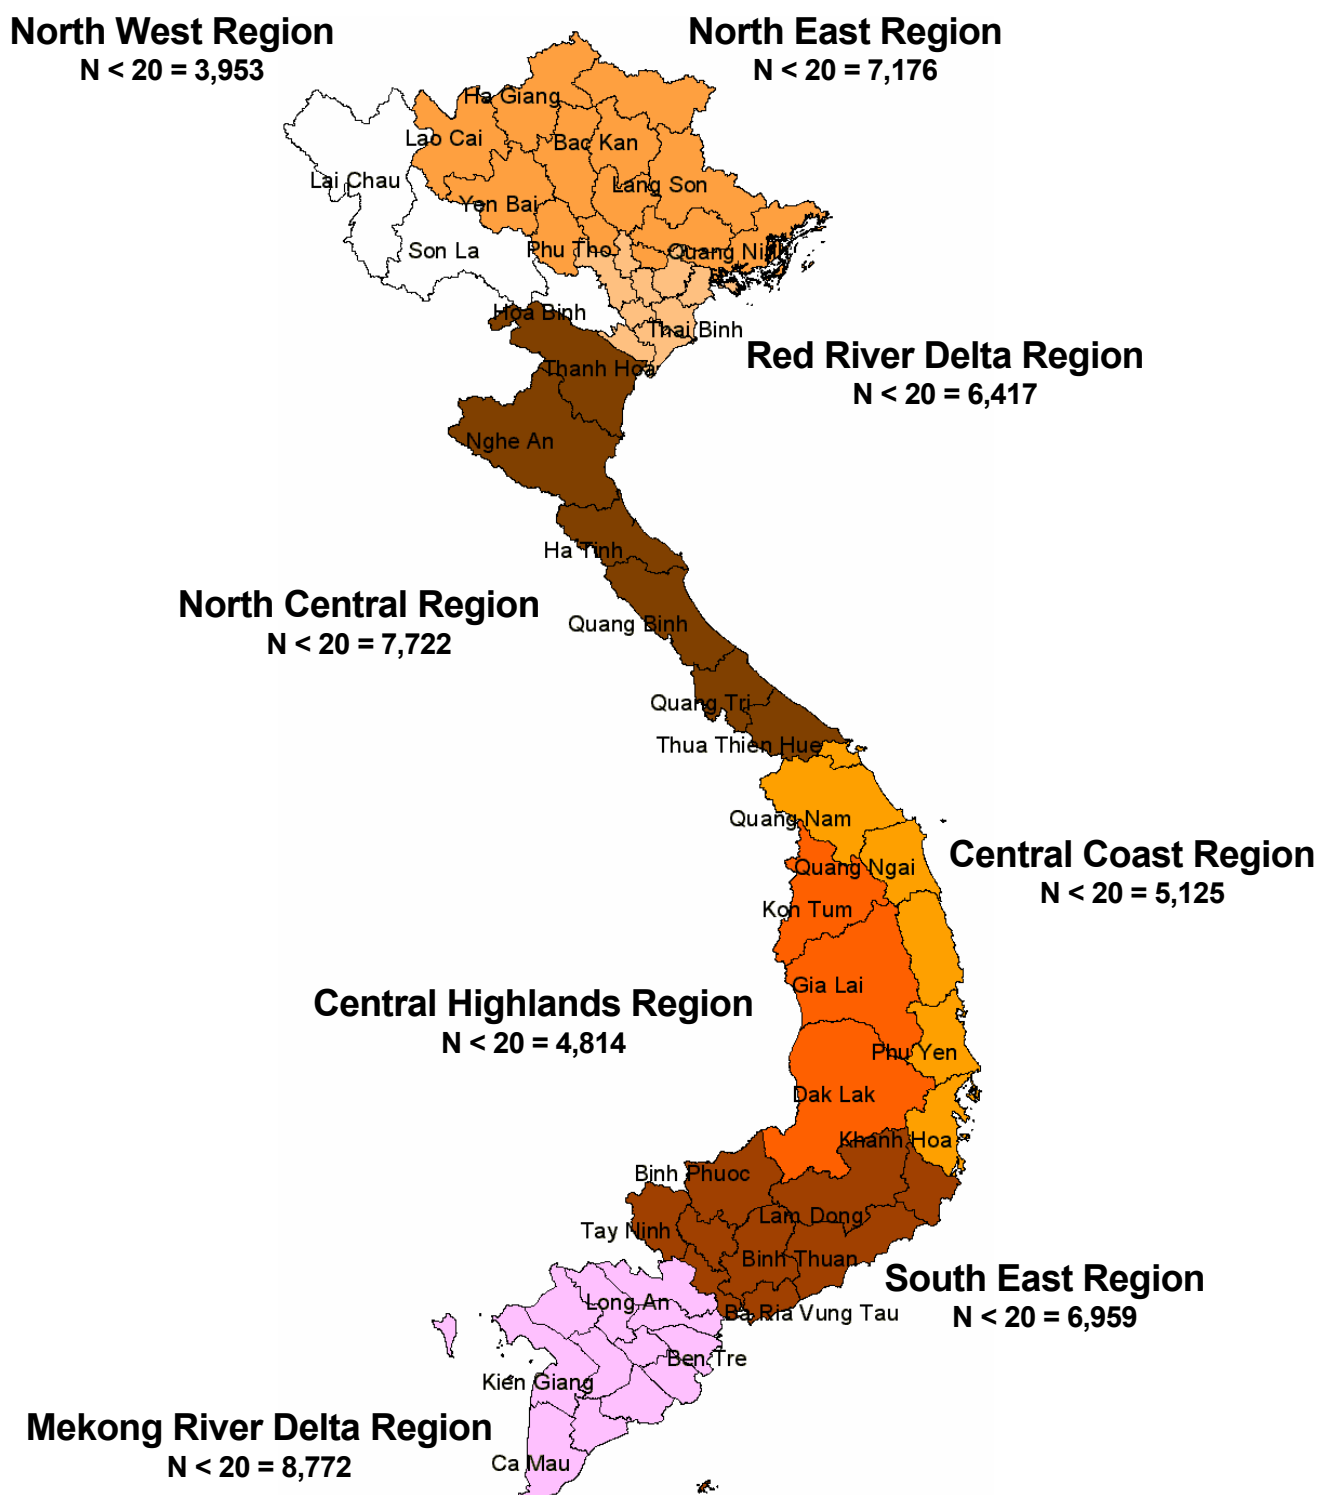 North West Region
N < 20 = 3,953
North East Region
N < 20 = 7,176
Ha Giang
Lao Cai
Bac Kan
Lai Chau
Lang Son
Yen Bai
Son La
Phu Tho
Quang Ninh
Hoa Binh
Thai Binh
Red River Delta Region
N < 20 = 6,417
Thanh Hoa
Nghe An
Ha Tinh
North Central Region
N < 20 = 7,722
Quang Binh
Quang Tri
Thua Thien Hue
Quang Nam
Central Coast Region
N < 20 = 5,125
Quang Ngai
Kon Tum
Gia Lai
Central Highlands Region
N < 20 = 4,814
Phu Yen
Dak Lak
Khanh Hoa
Binh Phuoc
Lam Dong
Tay Ninh
Binh Thuan
South East Region
N < 20 = 6,959
Long An
Ba Ria Vung Tau
Ben Tre
Kien Giang
Mekong River Delta Region
N < 20 = 8,772
Ca Mau